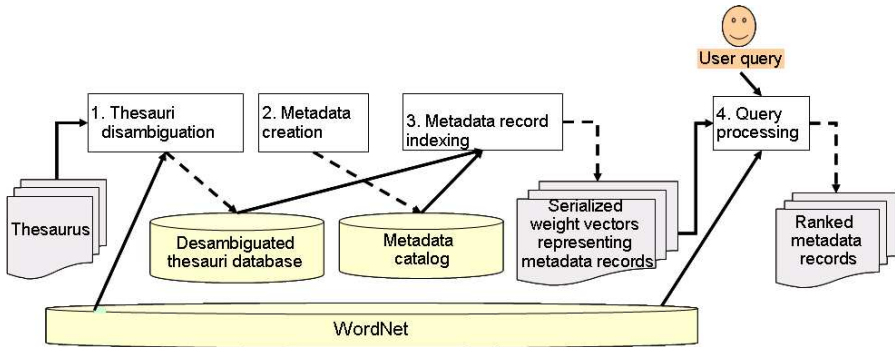 User query
1. Thesauri
disambiguation
2. Metadata
creation
3. Metadata record
indexing
4. Query
processing
Thesaurus
Desambiguated
thesauri database
Metadata
catalog
Serialized
weight vectors
representing
metadata records
Ranked
metadata
records
WordNet